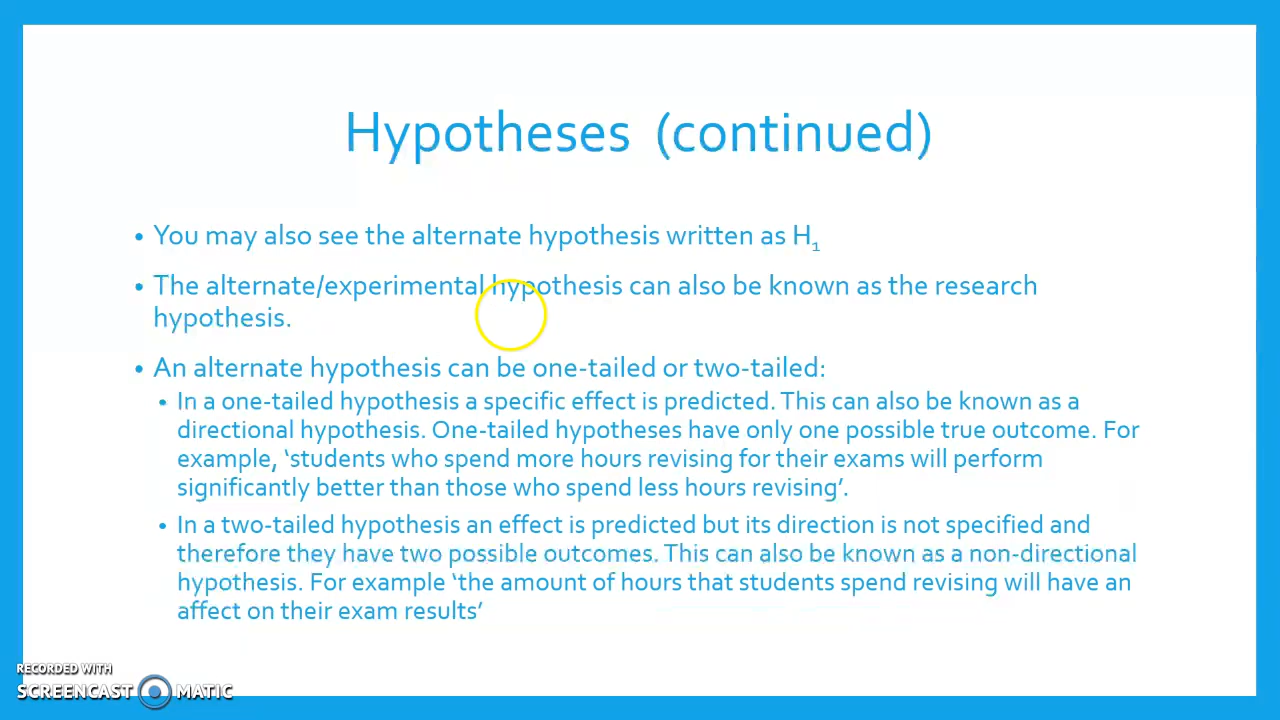 Hypotheses (continued)
• You may also see the alternate hypothesis written as H₁
• The alternate/experimental hypothesis can also be known as the research
hypothesis.
• An alternate hypothesis can be one-tailed or two-tailed:
• In a one-tailed hypothesis a specific effect is predicted. This can also be known as a
directional hypothesis. One-tailed hypotheses have only one possible true outcome. For
example, ‘students who spend more hours revising for their exams will perform
significantly better than those who spend less hours revising’.
• In a two-tailed hypothesis an effect is predicted but its direction is not specified and
therefore they have two possible outcomes. This can also be known as a non-directional
hypothesis. For example ‘the amount of hours that students spend revising will have an
affect on their exam results’
RECORDED WITH
SCREENCAST MATIC